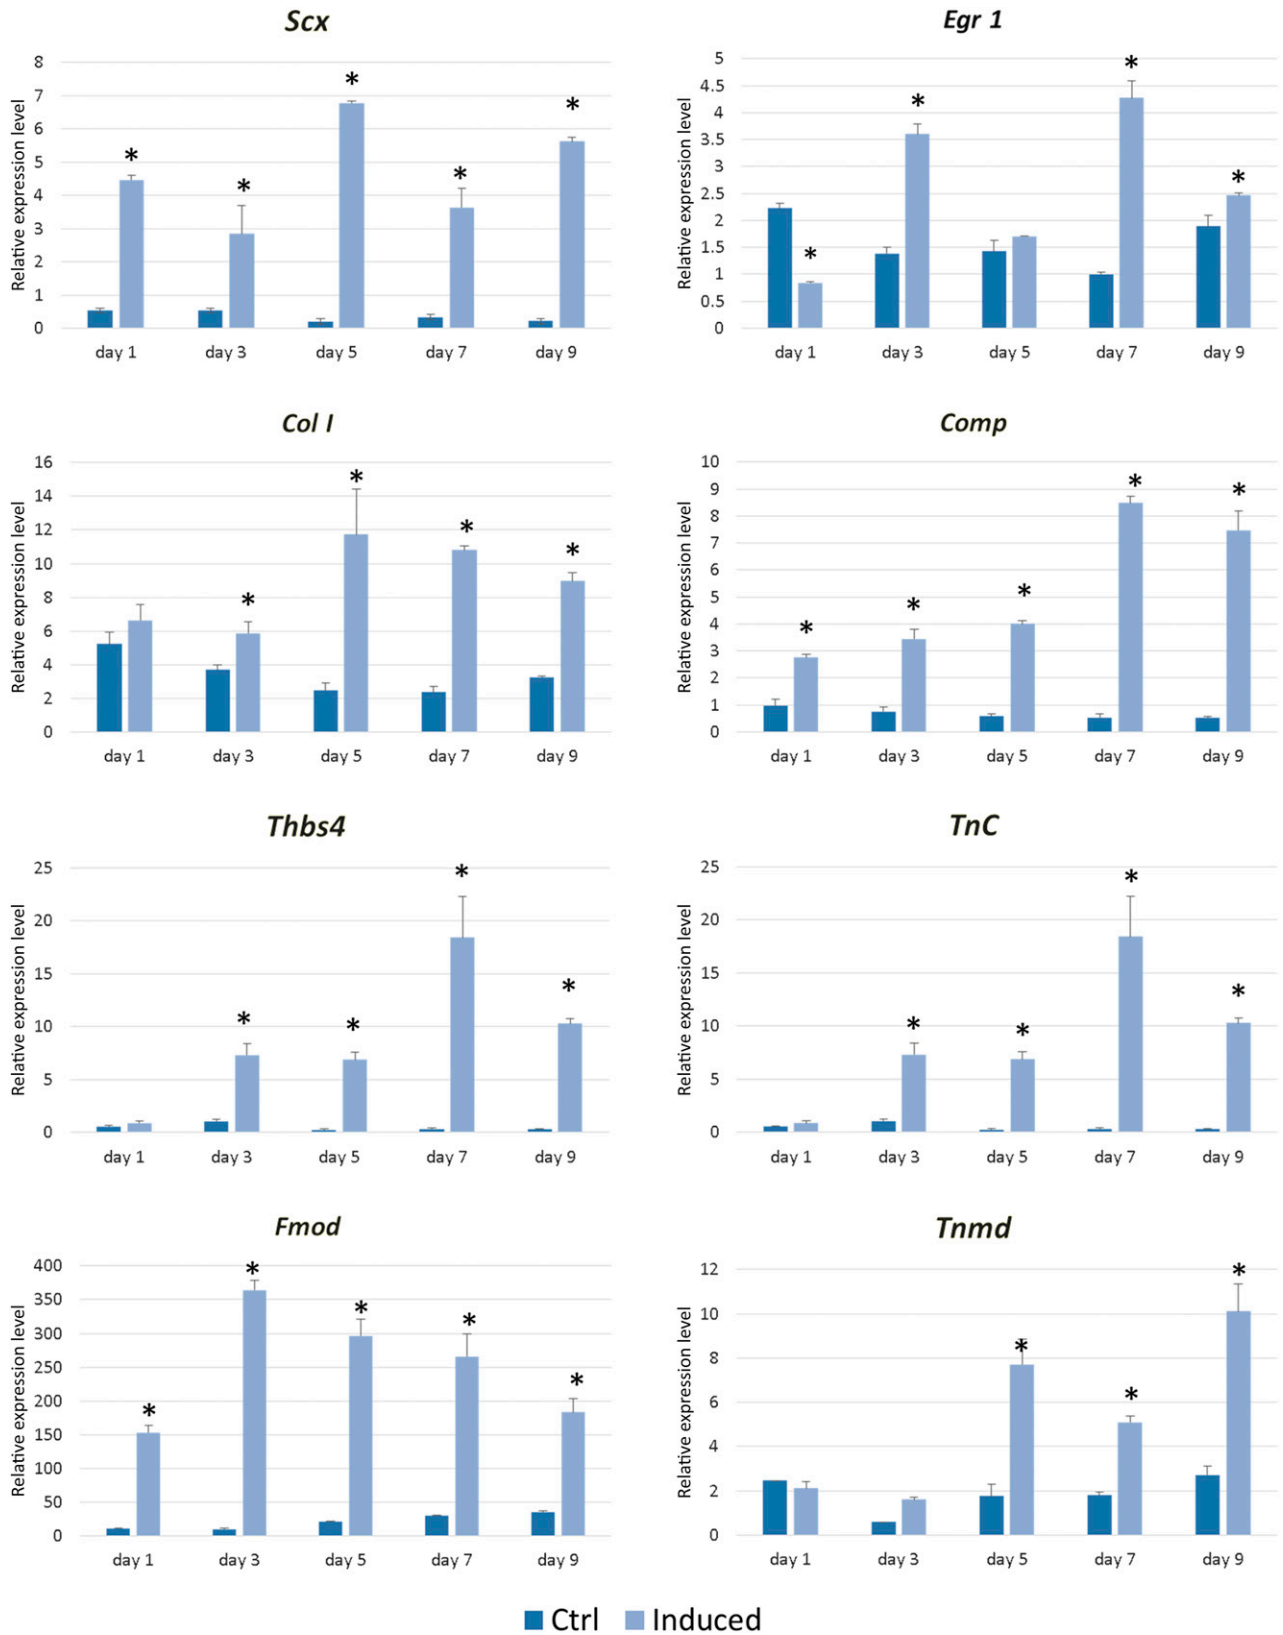 Scx
Relative expression level
8
7
6
5
4
3
2
1
0
* * * * *
day 1 day 3 day 5 day 7 day 9
Egr 1
Relative expression level
5
4.5
4
3.5
3
2.5
2
1.5
1
0.5
0
* * * *
day 1 day 3 day 5 day 7 day 9
Col I
Relative expression level
16
14
12
10
8
6
4
2
0
* * * *
day 1 day 3 day 5 day 7 day 9
Comp
Relative expression level
10
9
8
7
6
5
4
3
2
1
0
* * * * *
day 1 day 3 day 5 day 7 day 9
Thbs4
Relative expression level
25
20
15
10
5
0
* * * *
day 1 day 3 day 5 day 7 day 9
TnC
Relative expression level
25
20
15
10
5
0
* * * *
day 1 day 3 day 5 day 7 day 9
Fmod
Relative expression level
400
350
300
250
200
150
100
50
0
* * * * *
day 1 day 3 day 5 day 7 day 9
Tnmd
Relative expression level
12
10
8
6
4
2
0
* * *
day 1 day 3 day 5 day 7 day 9
Ctrl Induced